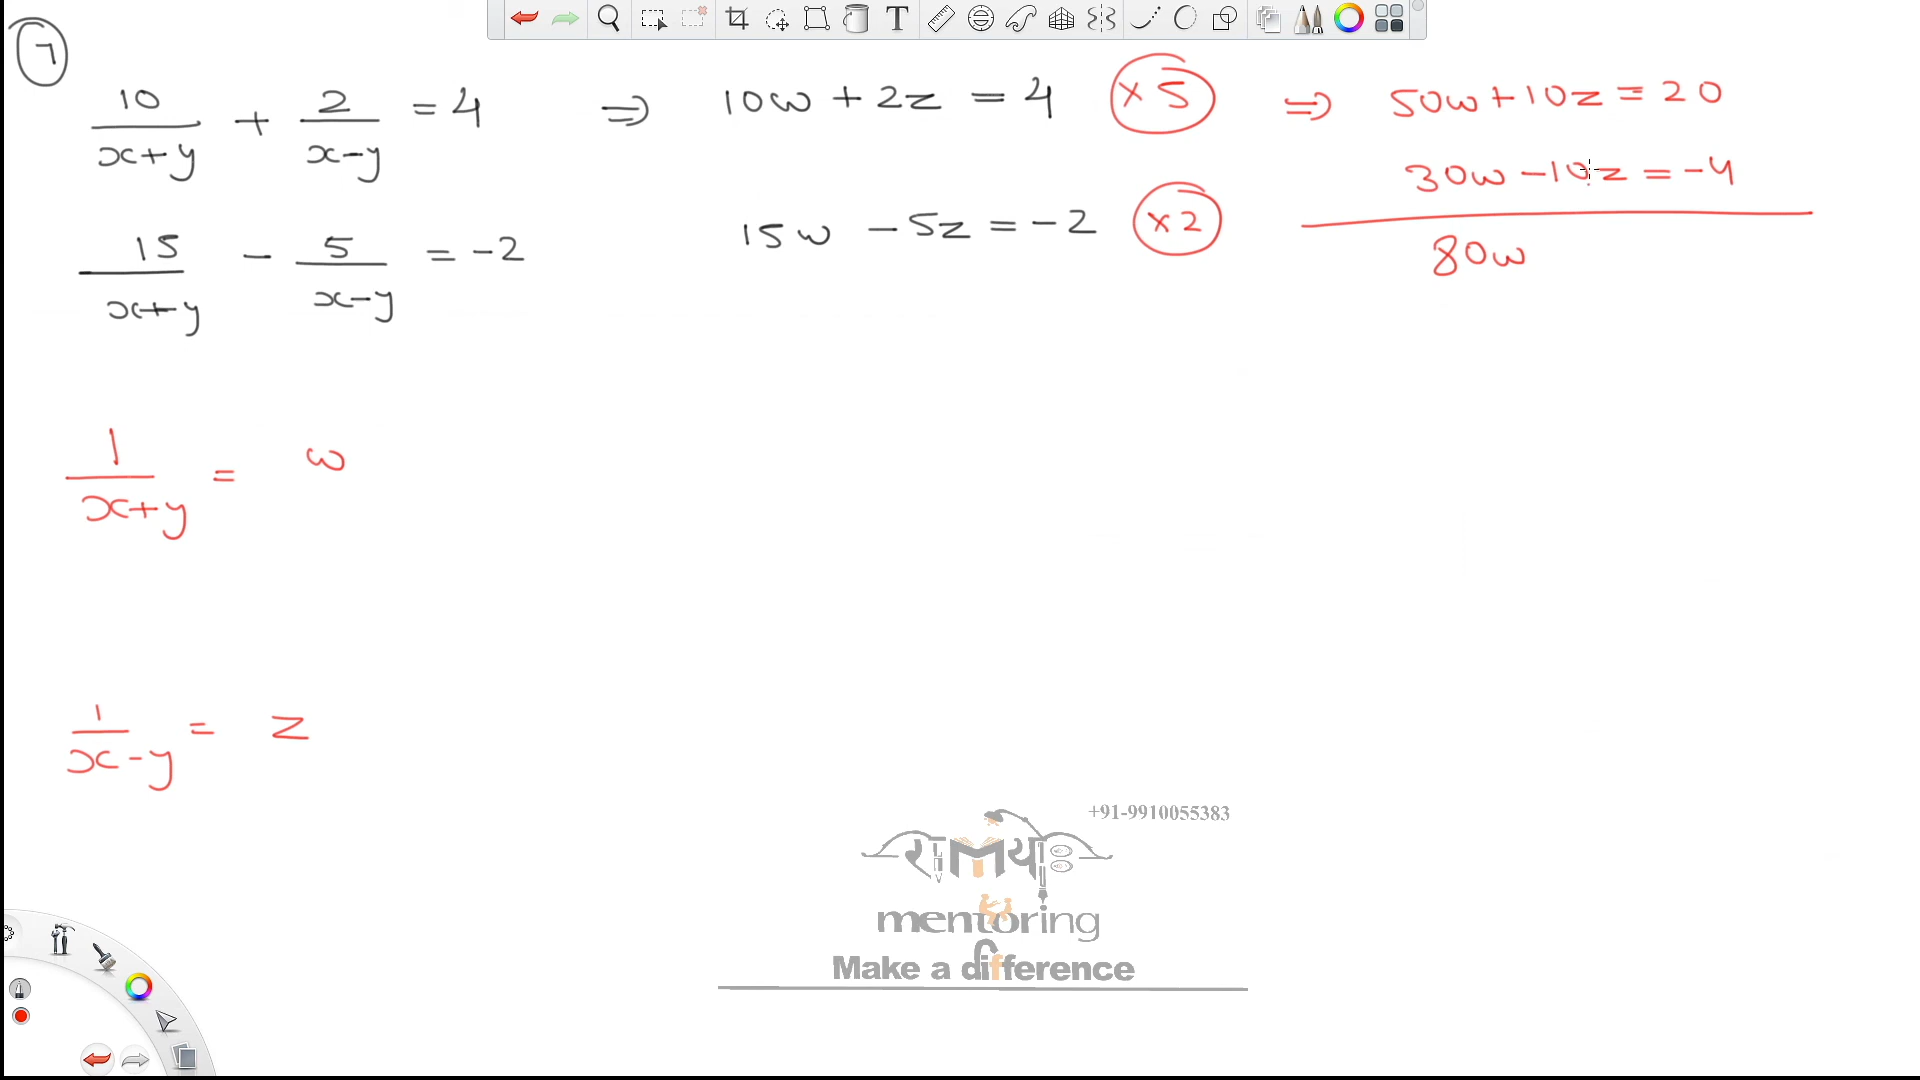 7
10/(x+y) + 2/(x-y) = 4 ⇒ 10w + 2z = 4 ×5 ⇒ 50w + 10z = 20
30w - 10z = -4
15/(x+y) - 5/(x-y) = -2 15w - 5z = -2 ×2
80w
1/(x+y) = w
1/(x-y) = z
+91-9910055383
राम्या
mentoring
Make a difference